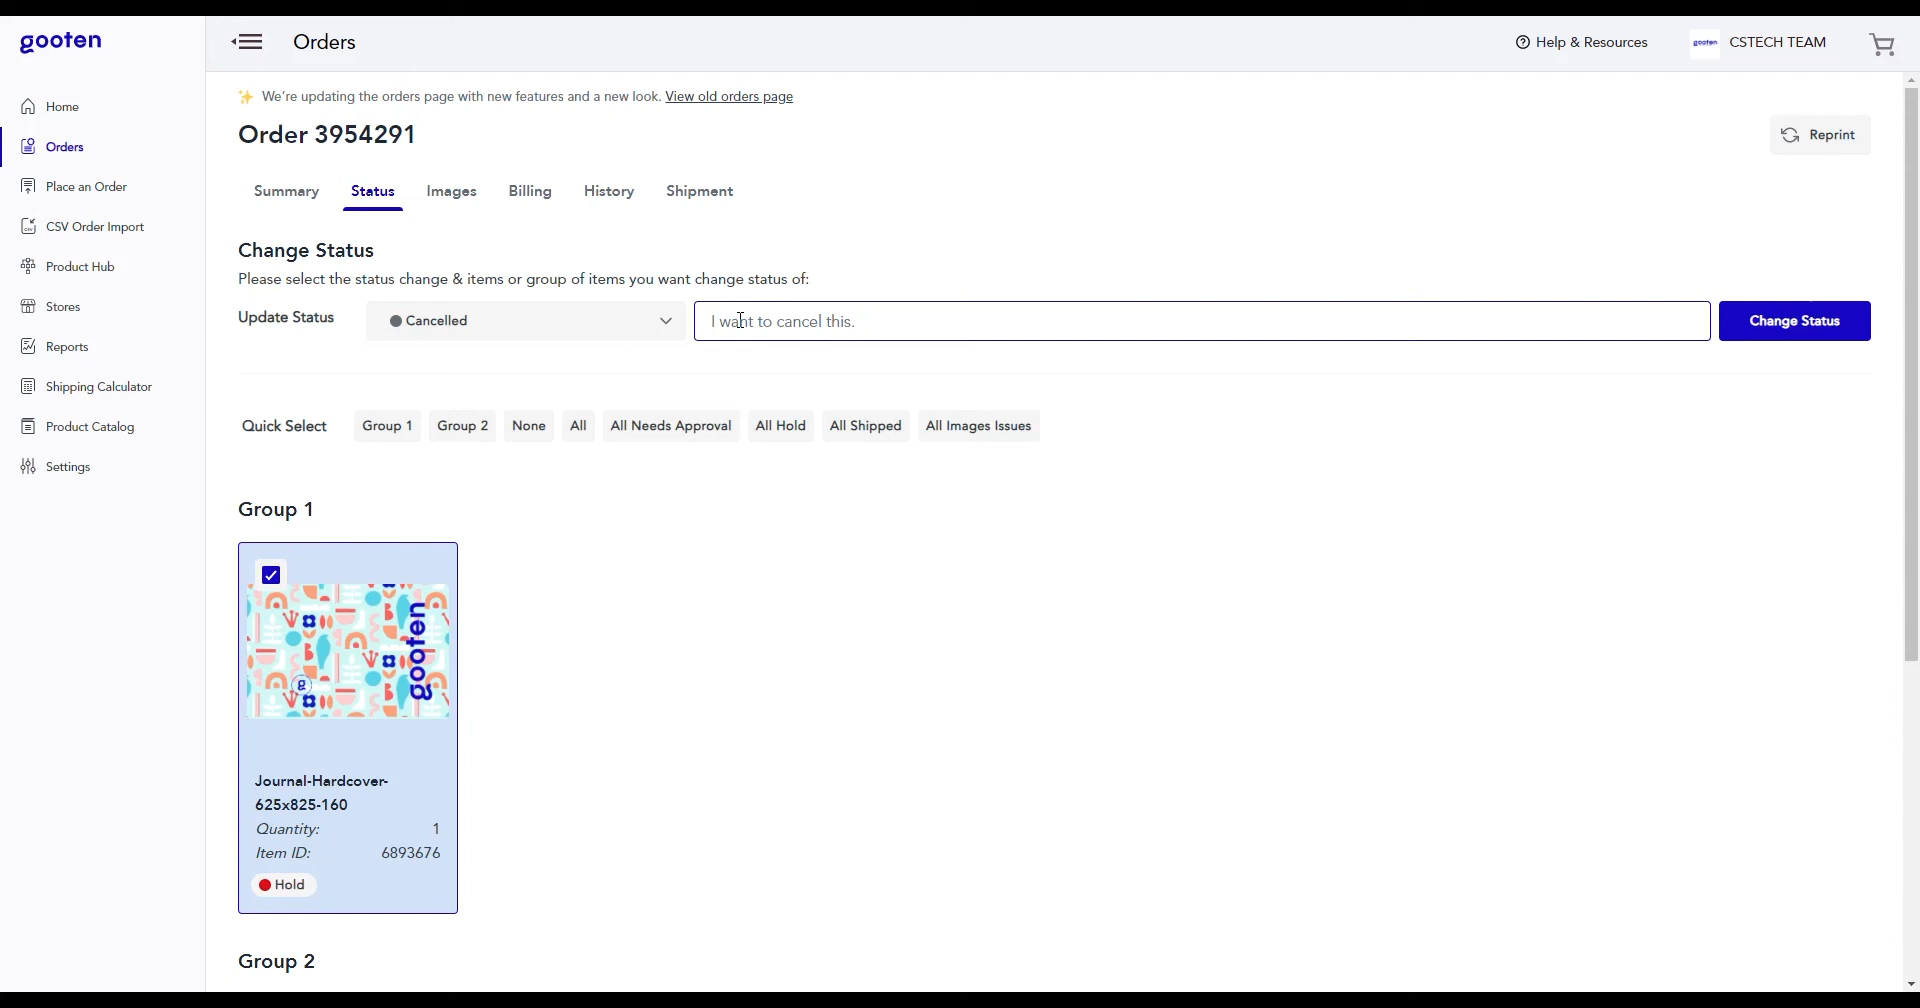 gooten
Orders
Help & Resources
gooten
CSTECH TEAM
Home
Orders
Place an Order
CSV Order Import
Product Hub
Stores
Reports
Shipping Calculator
Product Catalog
Settings
We're updating the orders page with new features and a new look. View old orders page
Order 3954291
Reprint
Summary
Status
Images
Billing
History
Shipment
Change Status
Please select the status change & items or group of items you want change status of:
Update Status
Cancelled
I want to cancel this.
Change Status
Quick Select
Group 1
Group 2
None
All
All Needs Approval
All Hold
All Shipped
All Images Issues
Group 1
gooten
g
Journal-Hardcover-
625x825-160
Quantity: 1
Item ID: 6893676
Hold
Group 2